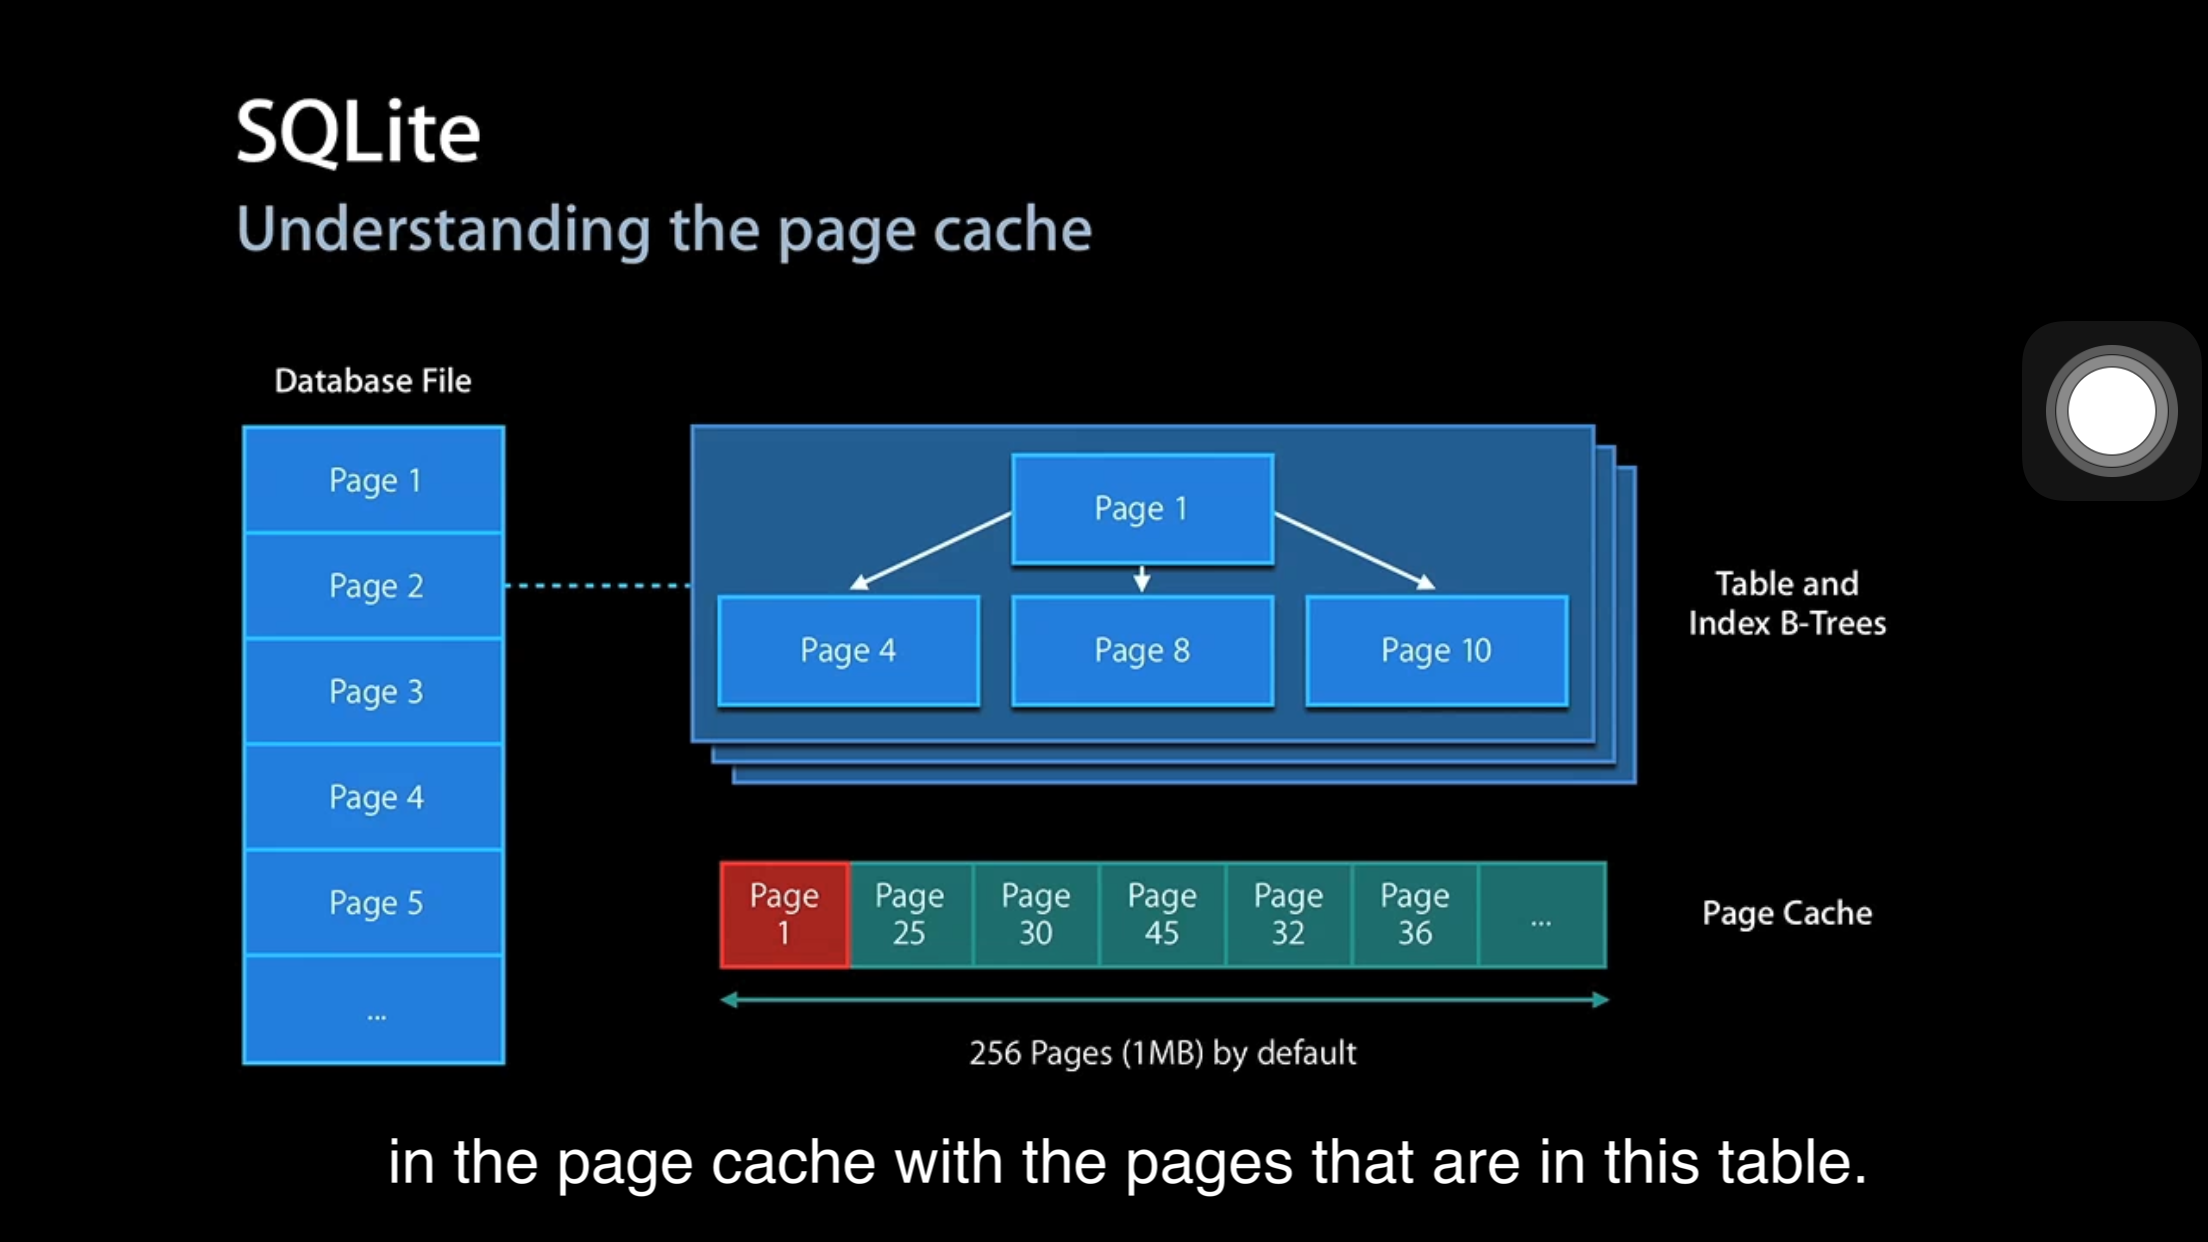 SQLite
Understanding the page cache
Database File
Page 1
Page 2
Page 3
Page 4
Page 5
...
Page 1
Page 4
Page 8
Page 10
Table and
Index B-Trees
Page
1
Page
25
Page
30
Page
45
Page
32
Page
36
...
Page Cache
256 Pages (1MB) by default
in the page cache with the pages that are in this table.